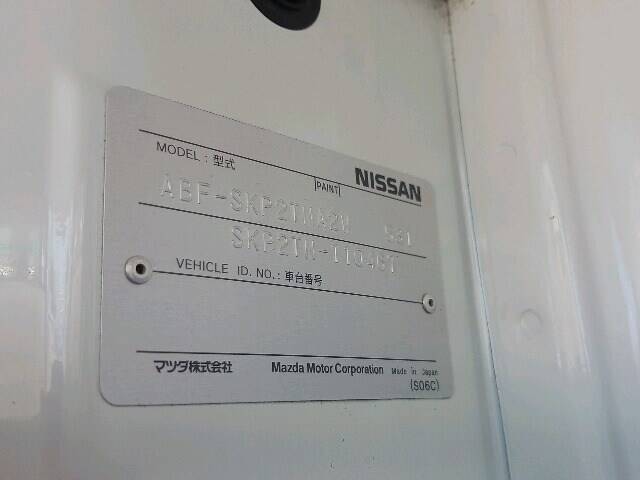 MODEL : 型式
PAINT
NISSAN
ABF-SKP2TN
VEHICLE ID. NO. : 車台番号
マツダ株式会社 Mazda Motor Corporation Made in Japan
(S06C)